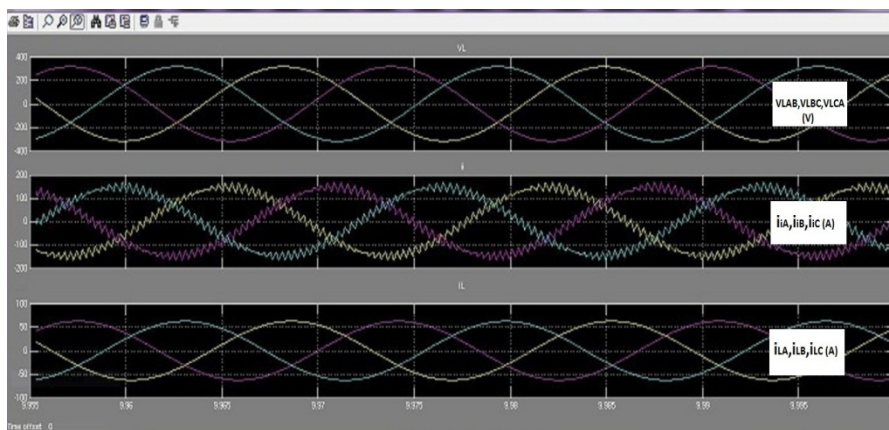 VL
400
200
0
-200
-400
VLAB,VLBC,VLCA
(V)
ii
200
100
0
-100
-200
iiA,iiB,iiC (A)
IL
100
50
0
-50
-100
iLA,iLB,iLC (A)
9.955 9.96 9.965 9.97 9.975 9.98 9.985 9.99 9.995
Time offset: 0